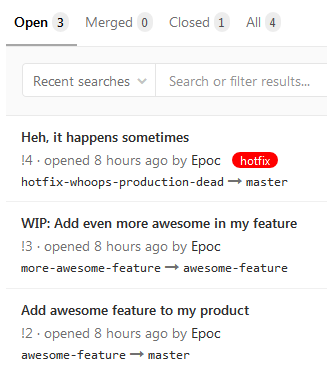 Open 3 Merged 0 Closed 1 All 4
Recent searches Search or filter results...
Heh, it happens sometimes
!4 · opened 8 hours ago by Epoc hotfix
hotfix-whoops-production-dead → master
WIP: Add even more awesome in my feature
!3 · opened 8 hours ago by Epoc
more-awesome-feature → awesome-feature
Add awesome feature to my product
!2 · opened 8 hours ago by Epoc
awesome-feature → master